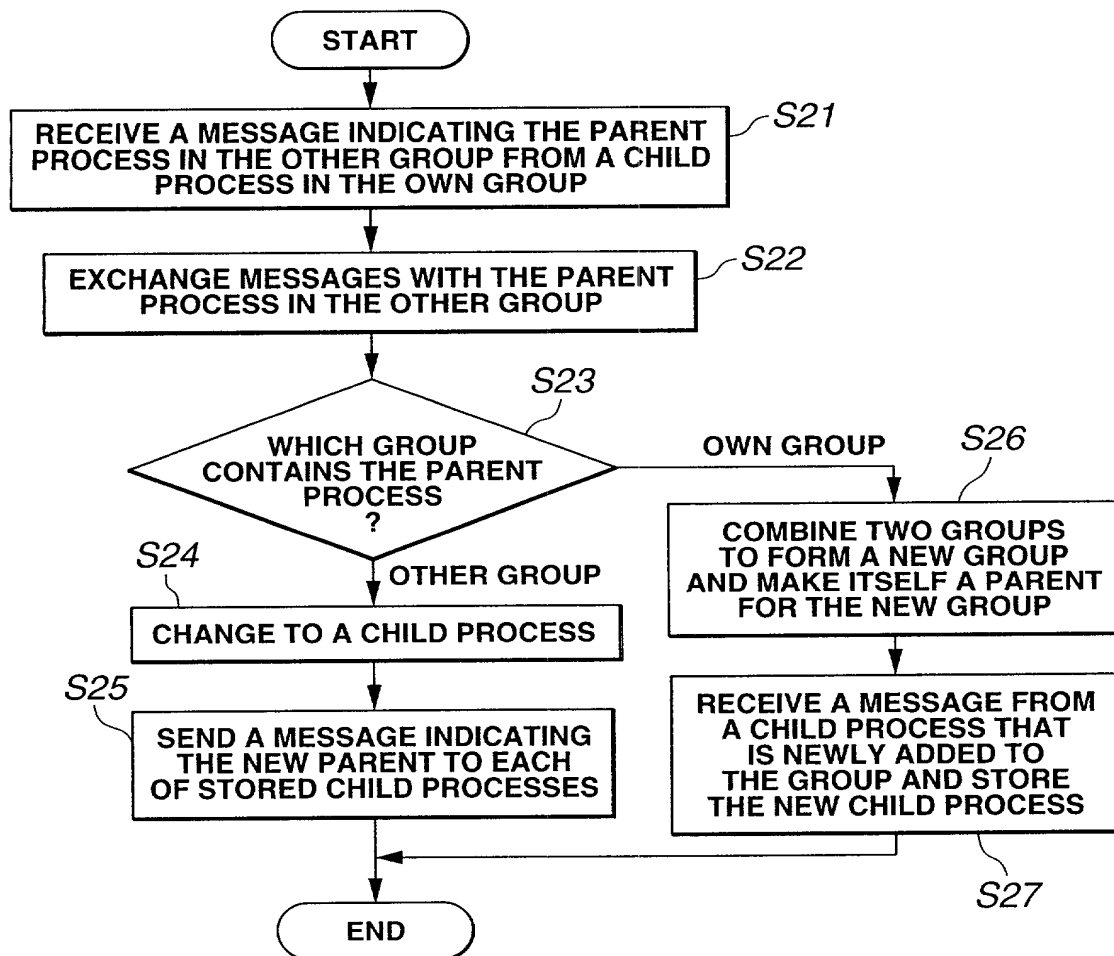 START
S21
RECEIVE A MESSAGE INDICATING THE PARENT
PROCESS IN THE OTHER GROUP FROM A CHILD
PROCESS IN THE OWN GROUP
S22
EXCHANGE MESSAGES WITH THE PARENT
PROCESS IN THE OTHER GROUP
S23
WHICH GROUP
CONTAINS THE PARENT
PROCESS
?
OWN GROUP
S26
COMBINE TWO GROUPS
TO FORM A NEW GROUP
AND MAKE ITSELF A PARENT
FOR THE NEW GROUP
S24
OTHER GROUP
CHANGE TO A CHILD PROCESS
S25
SEND A MESSAGE INDICATING
THE NEW PARENT TO EACH
OF STORED CHILD PROCESSES
RECEIVE A MESSAGE FROM
A CHILD PROCESS THAT
IS NEWLY ADDED TO
THE GROUP AND STORE
THE NEW CHILD PROCESS
S27
END